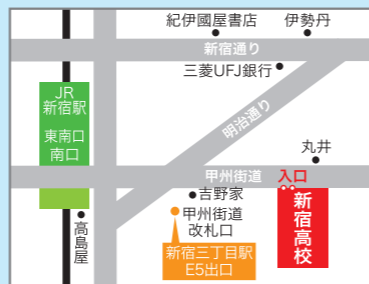 紀伊國屋書店
伊勢丹
新宿通り
三菱UFJ銀行
JR
新宿駅
東南口
南口
明治通り
丸井
甲州街道
入口
吉野家
新宿高校
高島屋
甲州街道
改札口
新宿三丁目駅
E5出口